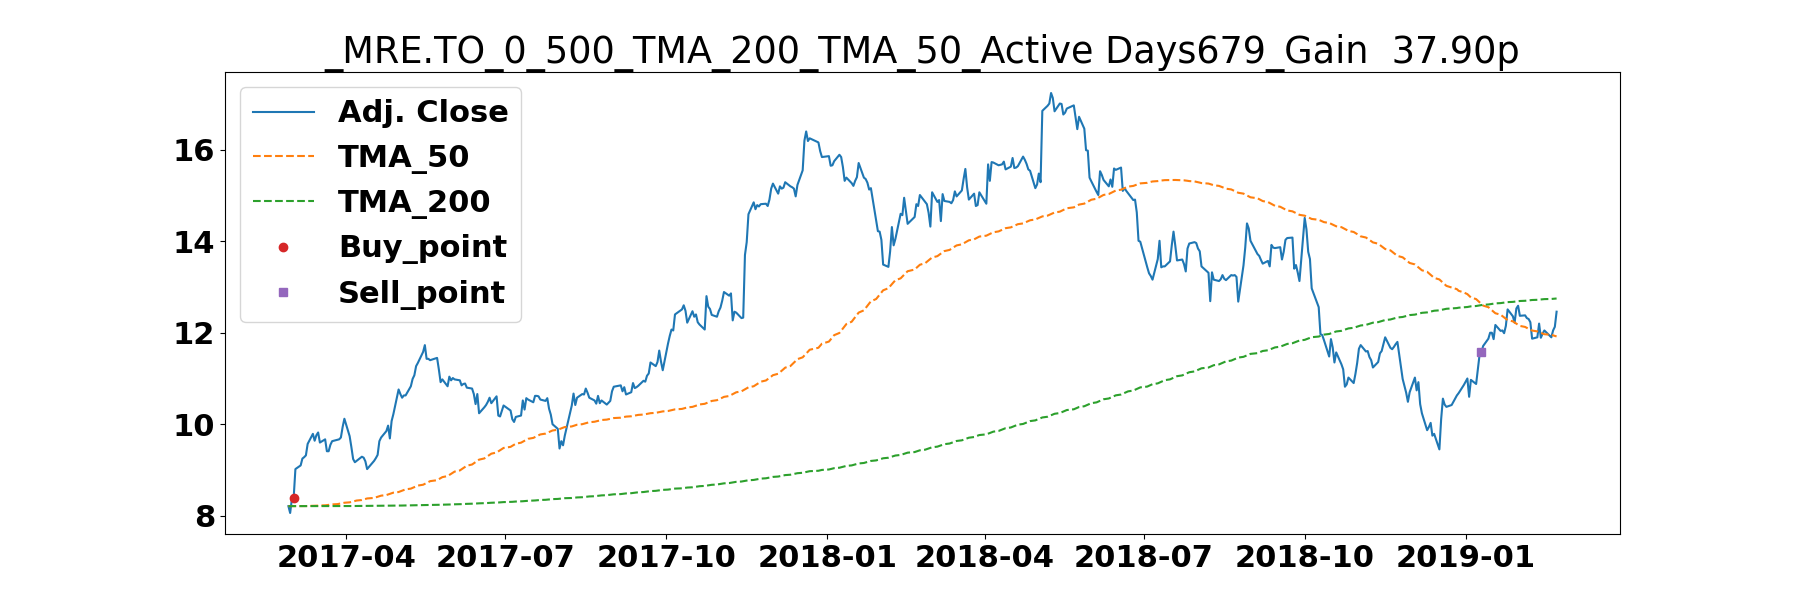 _MRE.TO_0_500_TMA_200_TMA_50_Active Days679_Gain  37.90p
Adj. Close
TMA_50
TMA_200
Buy_point
Sell_point
16
14
12
10
8
2017-04 2017-07 2017-10 2018-01 2018-04 2018-07 2018-10 2019-01